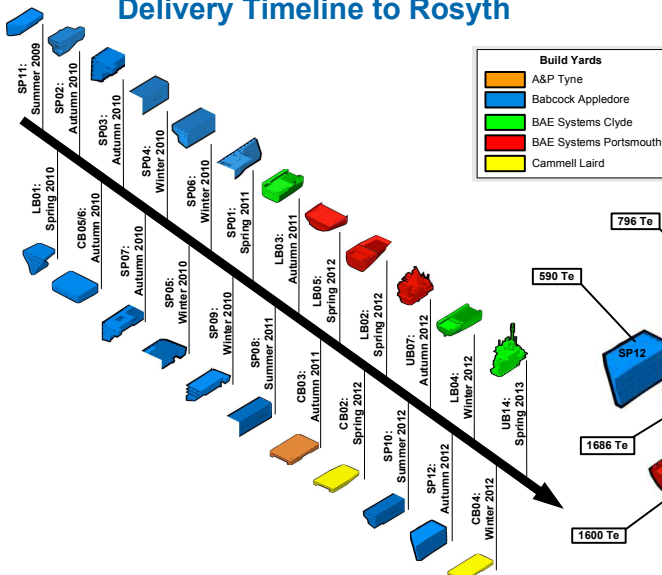 Delivery Timeline to Rosyth
SP11:
Summer 2009
SP02:
Autumn 2010
SP03:
Autumn 2010
SP04:
Winter 2010
SP06:
Winter 2010
SP01:
Spring 2011
LB03:
Autumn 2011
LB05:
Spring 2012
LB02:
Spring 2012
UB07:
Autumn 2012
LB04:
Winter 2012
UB14:
Spring 2013
LB01:
Spring 2010
CB05/6:
Autumn 2010
SP07:
Autumn 2010
SP05:
Winter 2010
SP09:
Winter 2010
SP08:
Summer 2011
CB03:
Autumn 2011
CB02:
Spring 2012
SP10:
Summer 2012
SP12:
Autumn 2012
CB04:
Winter 2012
Build Yards
A&P Tyne
Babcock Appledore
BAE Systems Clyde
BAE Systems Portsmouth
Cammell Laird
796 Te
590 Te
SP12
1686 Te
1600 Te